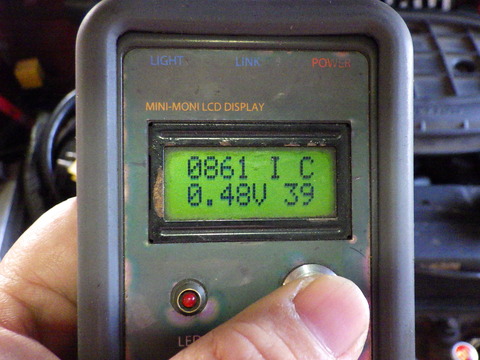 LIGHT LiNK POWER
MINI-MONI LCD DISPLAY
0861 I C
0.48V 39